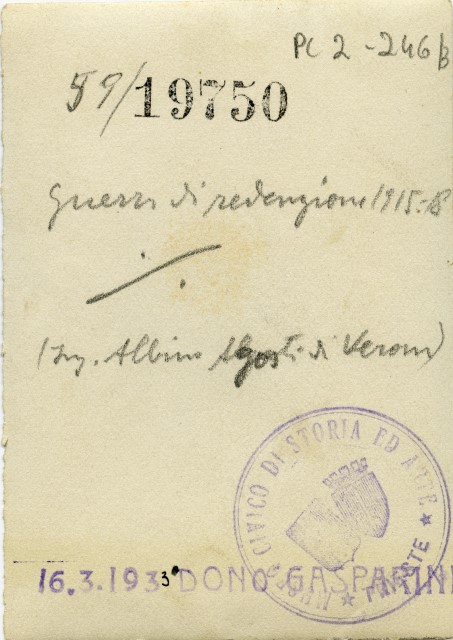 PC 2 - 246/B
59/19750
Guerra di redenzione 1915-18
(Ing. Albino Agosti di Verona)
MUSEO CIVICO DI STORIA ED ARTE ★ TRIESTE ★
16.3.1933 DONO GASPARINI